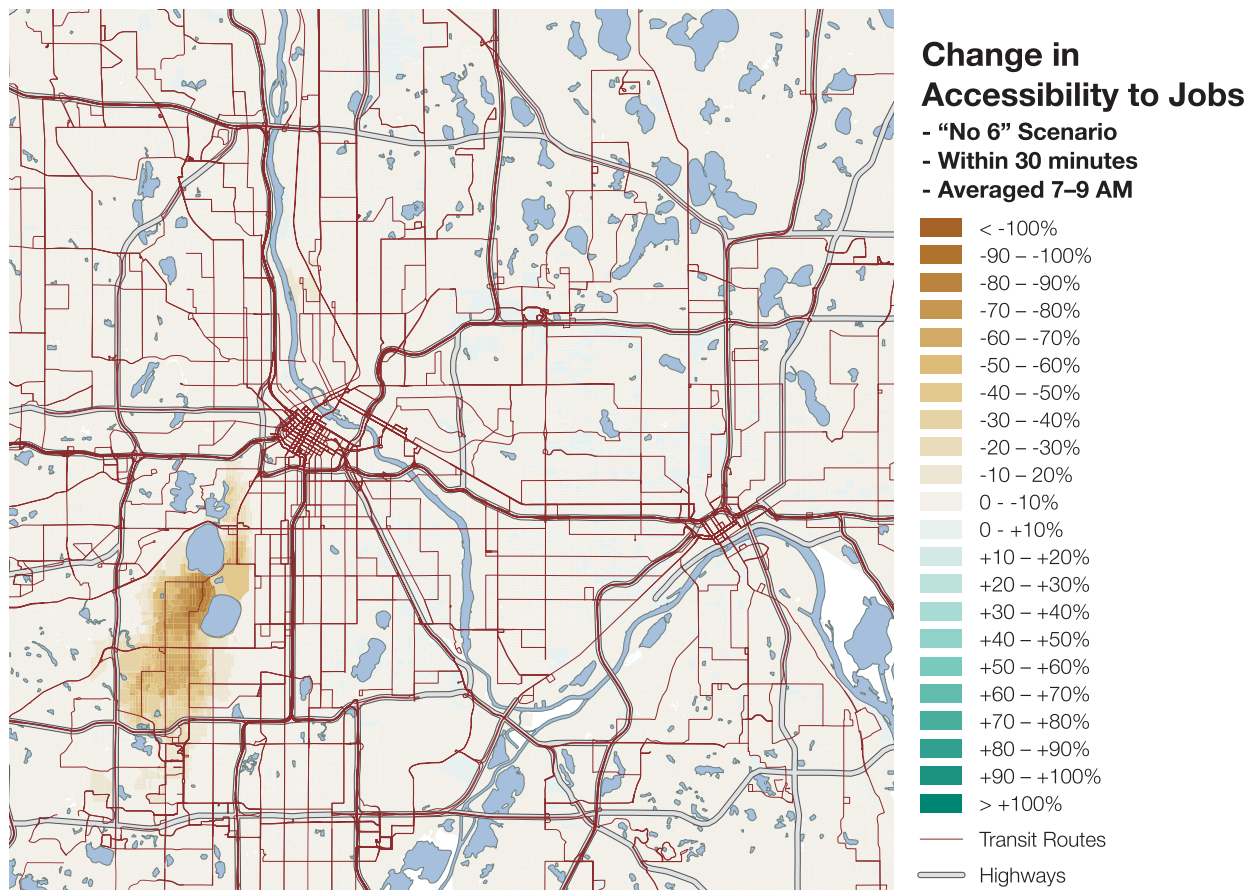 Change in
Accessibility to Jobs
- “No 6” Scenario
- Within 30 minutes
- Averaged 7–9 AM
< -100%
-90 – -100%
-80 – -90%
-70 – -80%
-60 – -70%
-50 – -60%
-40 – -50%
-30 – -40%
-20 – -30%
-10 – 20%
0 - -10%
0 - +10%
+10 – +20%
+20 – +30%
+30 – +40%
+40 – +50%
+50 – +60%
+60 – +70%
+70 – +80%
+80 – +90%
+90 – +100%
> +100%
Transit Routes
Highways